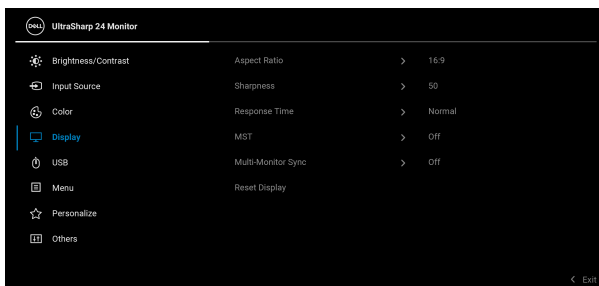 DELL UltraSharp 24 Monitor
Brightness/Contrast Aspect Ratio > 16:9
Input Source Sharpness > 50
Color Response Time > Normal
Display MST > Off
USB Multi-Monitor Sync > Off
Menu Reset Display
Personalize
Others
< Exit